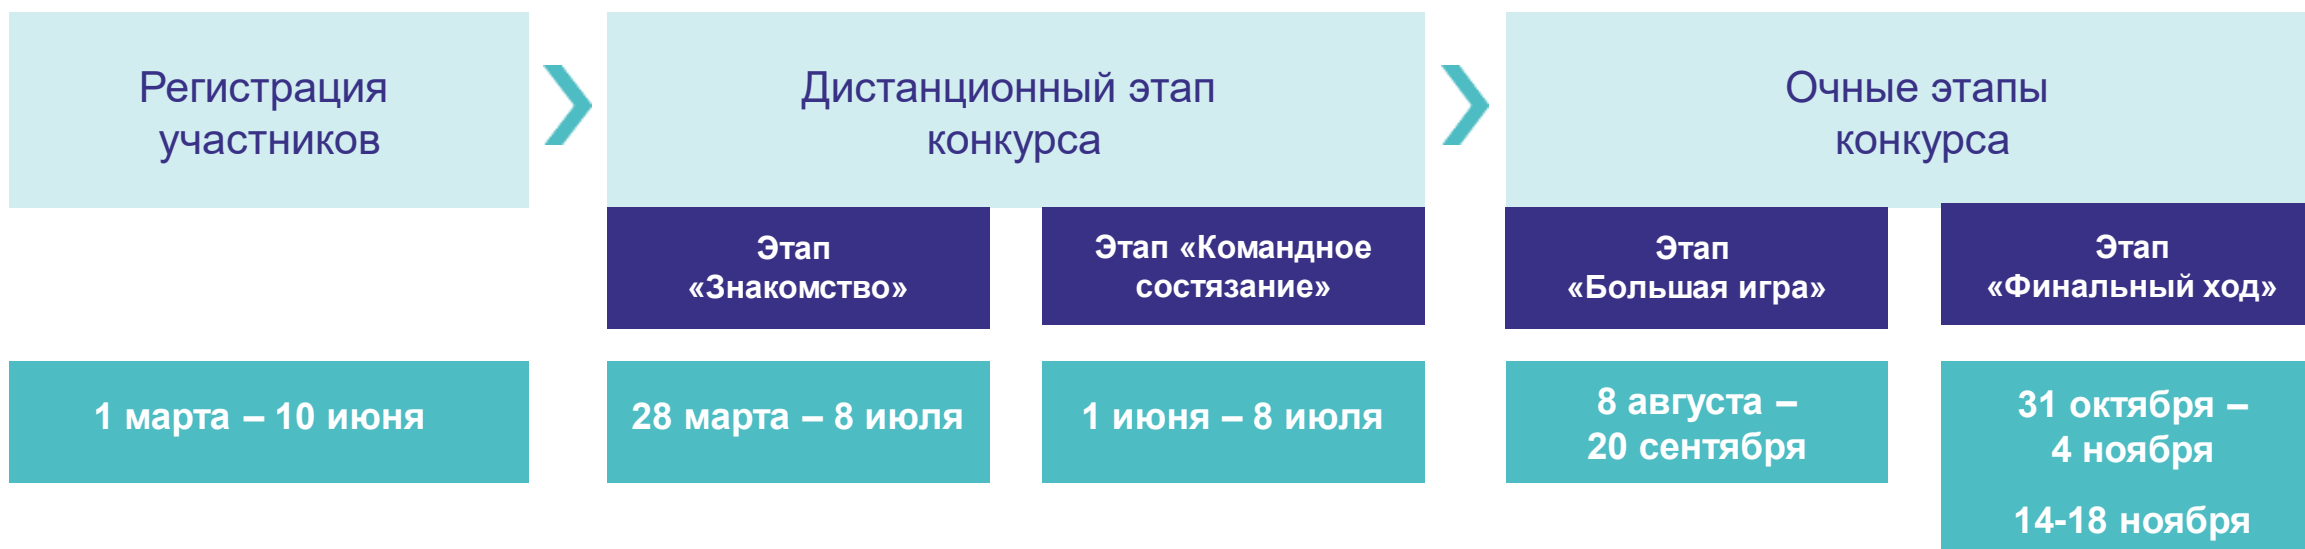 Регистрация
участников
Дистанционный этап
конкурса
Очные этапы
конкурса
Этап
«Знакомство»
Этап «Командное
состязание»
Этап
«Большая игра»
Этап
«Финальный ход»
1 марта – 10 июня
28 марта – 8 июля
1 июня – 8 июля
8 августа –
20 сентября
31 октября –
4 ноября
14-18 ноября